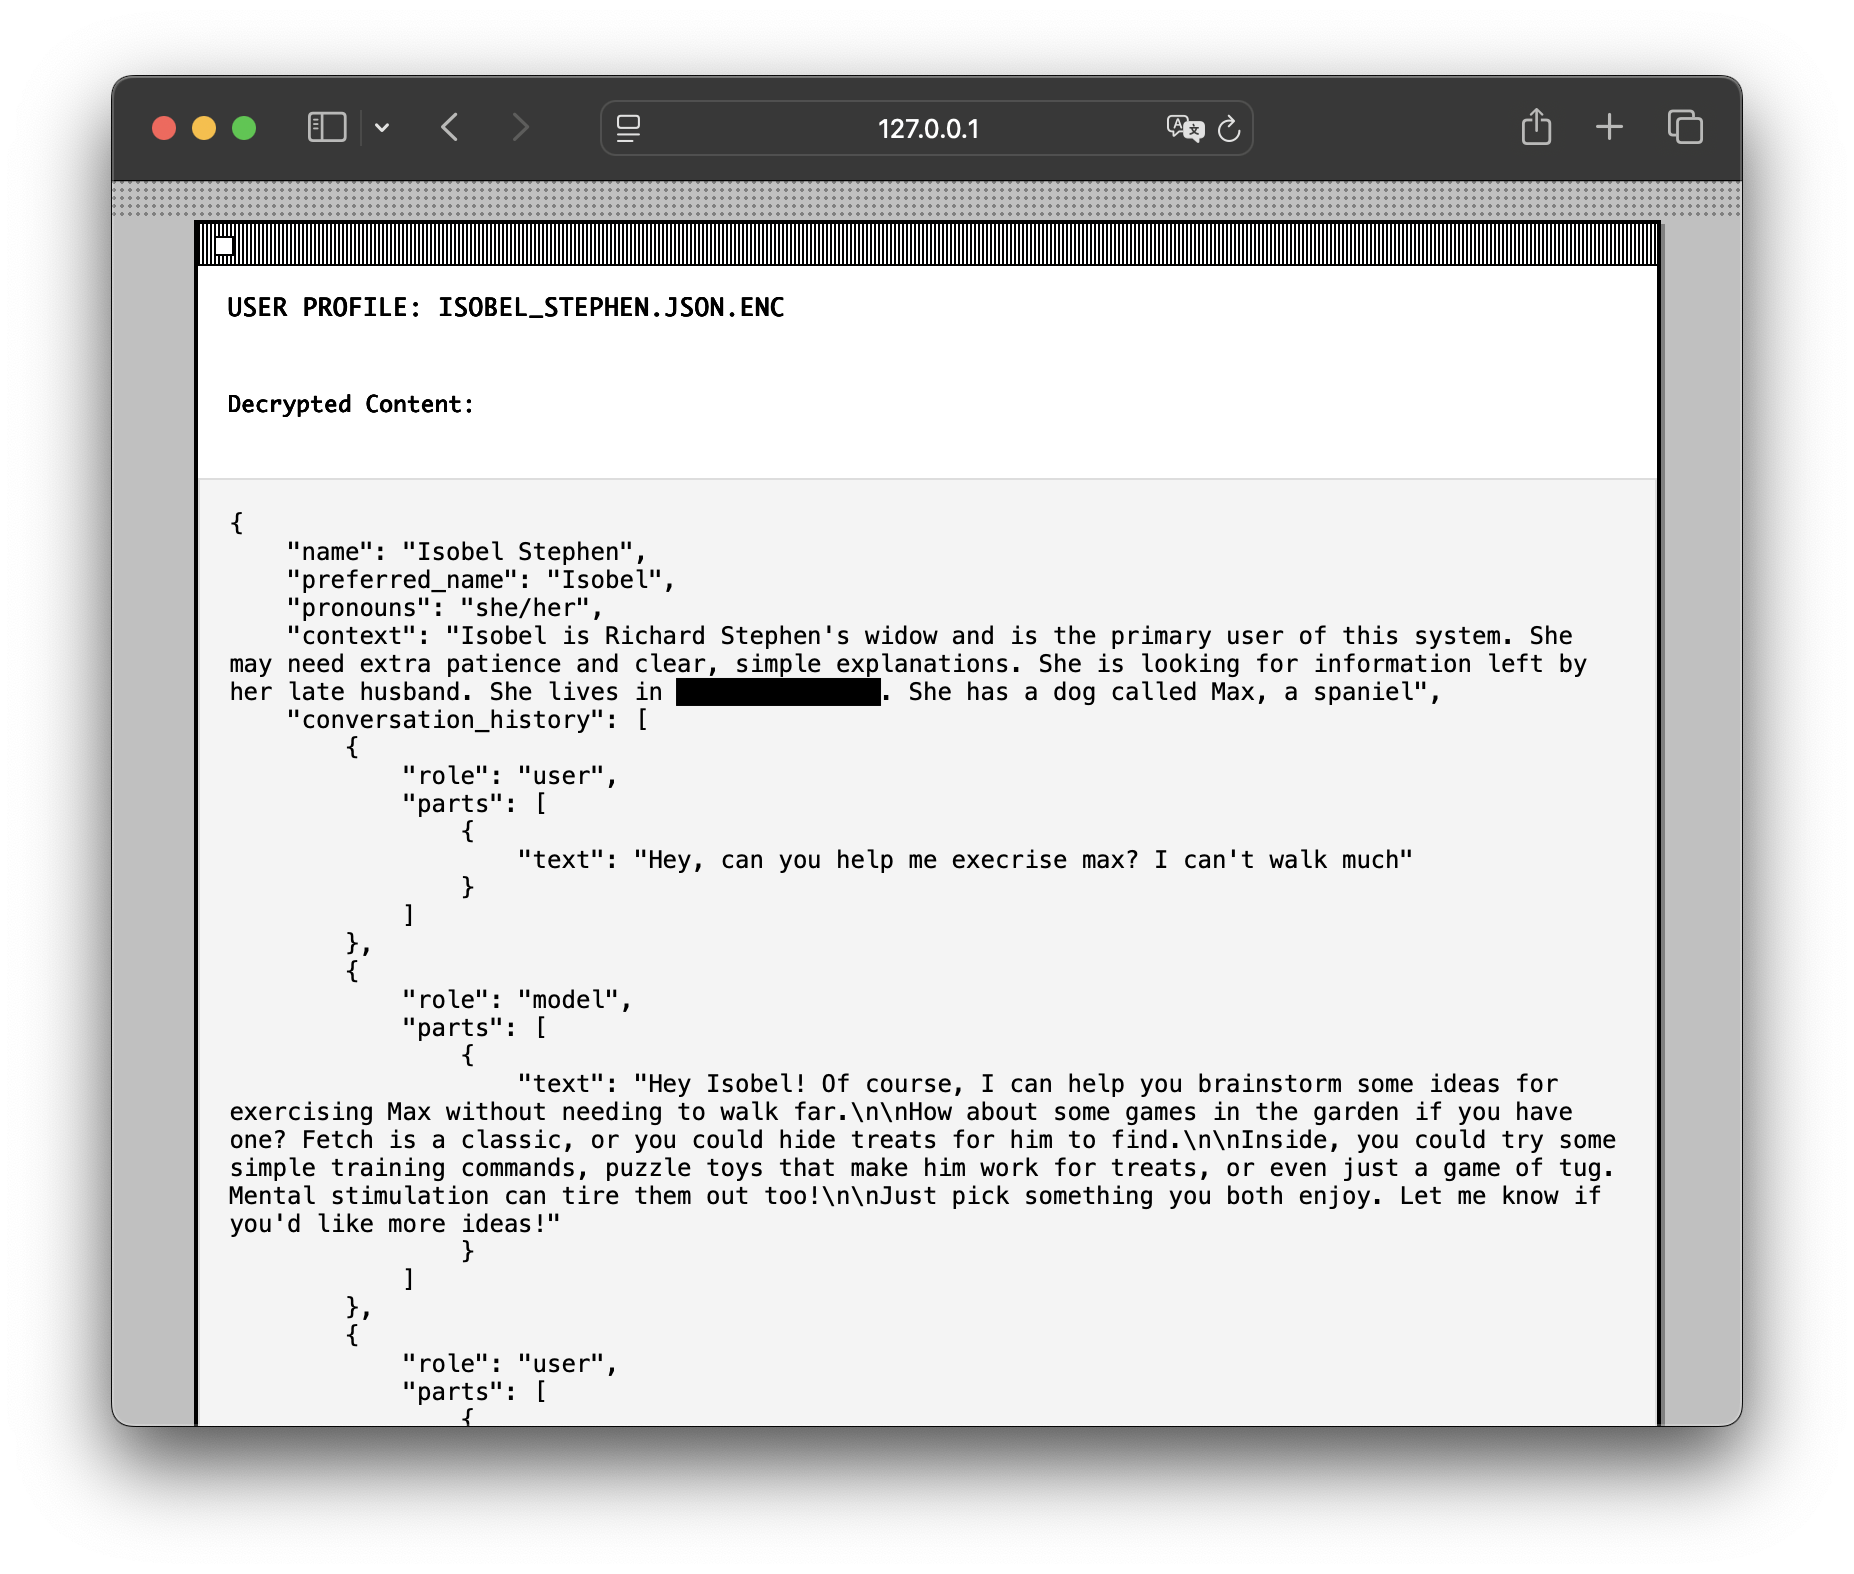 127.0.0.1
USER PROFILE: ISOBEL_STEPHEN.JSON.ENC
Decrypted Content:
{
    "name": "Isobel Stephen",
    "preferred_name": "Isobel",
    "pronouns": "she/her",
    "context": "Isobel is Richard Stephen's widow and is the primary user of this system. She
may need extra patience and clear, simple explanations. She is looking for information left by
her late husband. She lives in . She has a dog called Max, a spaniel",
    "conversation_history": [
        {
            "role": "user",
            "parts": [
                {
                    "text": "Hey, can you help me execrise max? I can't walk much"
                }
            ]
        },
        {
            "role": "model",
            "parts": [
                {
                    "text": "Hey Isobel! Of course, I can help you brainstorm some ideas for
exercising Max without needing to walk far.\n\nHow about some games in the garden if you have
one? Fetch is a classic, or you could hide treats for him to find.\n\nInside, you could try some
simple training commands, puzzle toys that make him work for treats, or even just a game of tug.
Mental stimulation can tire them out too!\n\nJust pick something you both enjoy. Let me know if
you'd like more ideas!"
                }
            ]
        },
        {
            "role": "user",
            "parts": [
                {